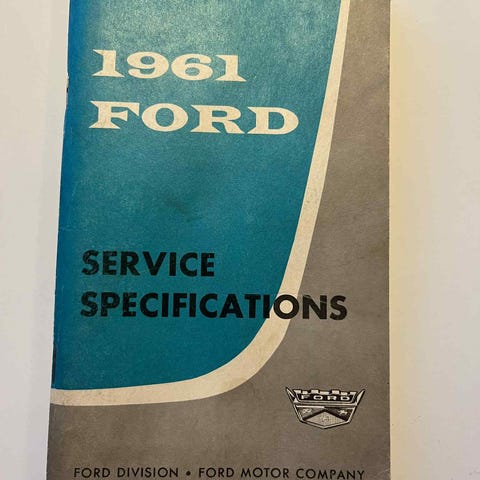 1961
FORD
SERVICE
SPECIFICATIONS
FORD
FORD DIVISION • FORD MOTOR COMPANY